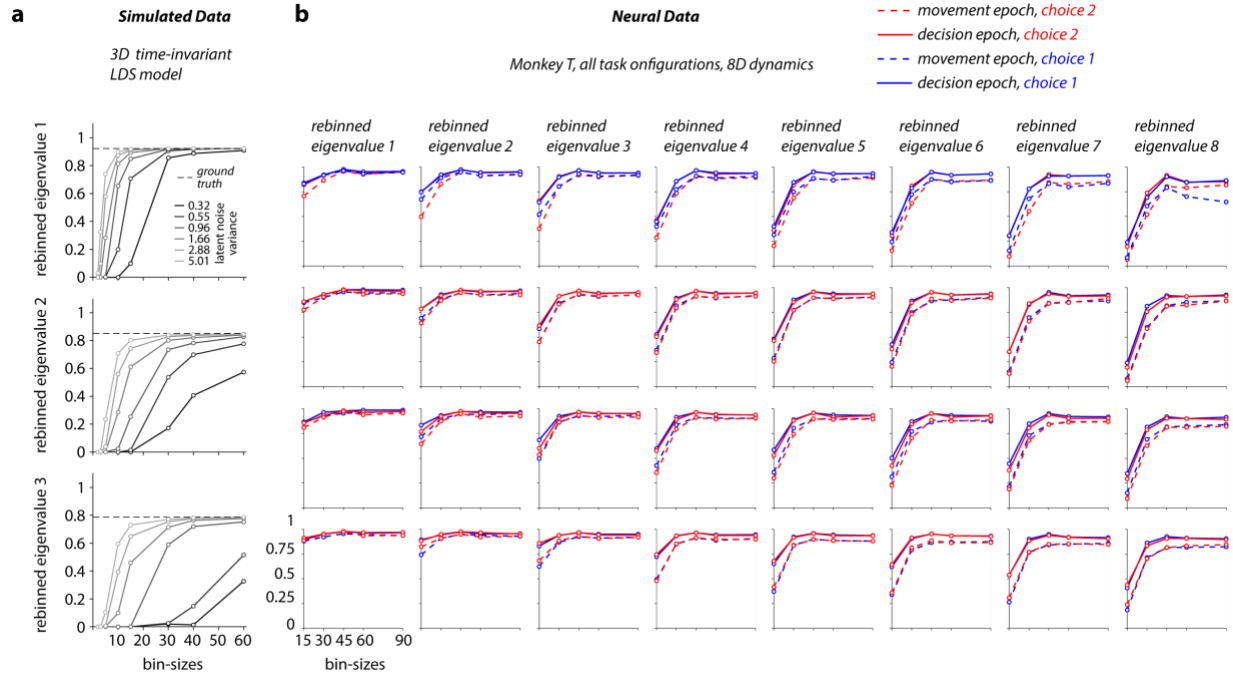 a
Simulated Data
3D time-invariant
LDS model
b
Neural Data
Monkey T, all task onfigurations, 8D dynamics
movement epoch, choice 2
decision epoch, choice 2
movement epoch, choice 1
decision epoch, choice 1
rebinned eigenvalue 1
1
0.8
0.6
0.4
0.2
0
ground
truth
0.32
0.55
0.96
1.66
2.88
5.01
latent noise
variance
rebinned eigenvalue 2
1
0.8
0.6
0.4
0.2
0
rebinned eigenvalue 3
1
0.8
0.6
0.4
0.2
0
10 20 30 40 50 60
bin-sizes
rebinned
eigenvalue 1
rebinned
eigenvalue 2
rebinned
eigenvalue 3
rebinned
eigenvalue 4
rebinned
eigenvalue 5
rebinned
eigenvalue 6
rebinned
eigenvalue 7
rebinned
eigenvalue 8
1
0.75
0.5
0.25
0
15 30 45 60 90
bin-sizes